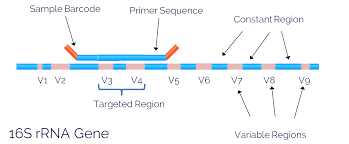 Sample Barcode
Primer Sequence
Constant Region
V1 V2 V3 V4 V5 V6 V7 V8 V9
Targeted Region
16S rRNA Gene
Variable Regions